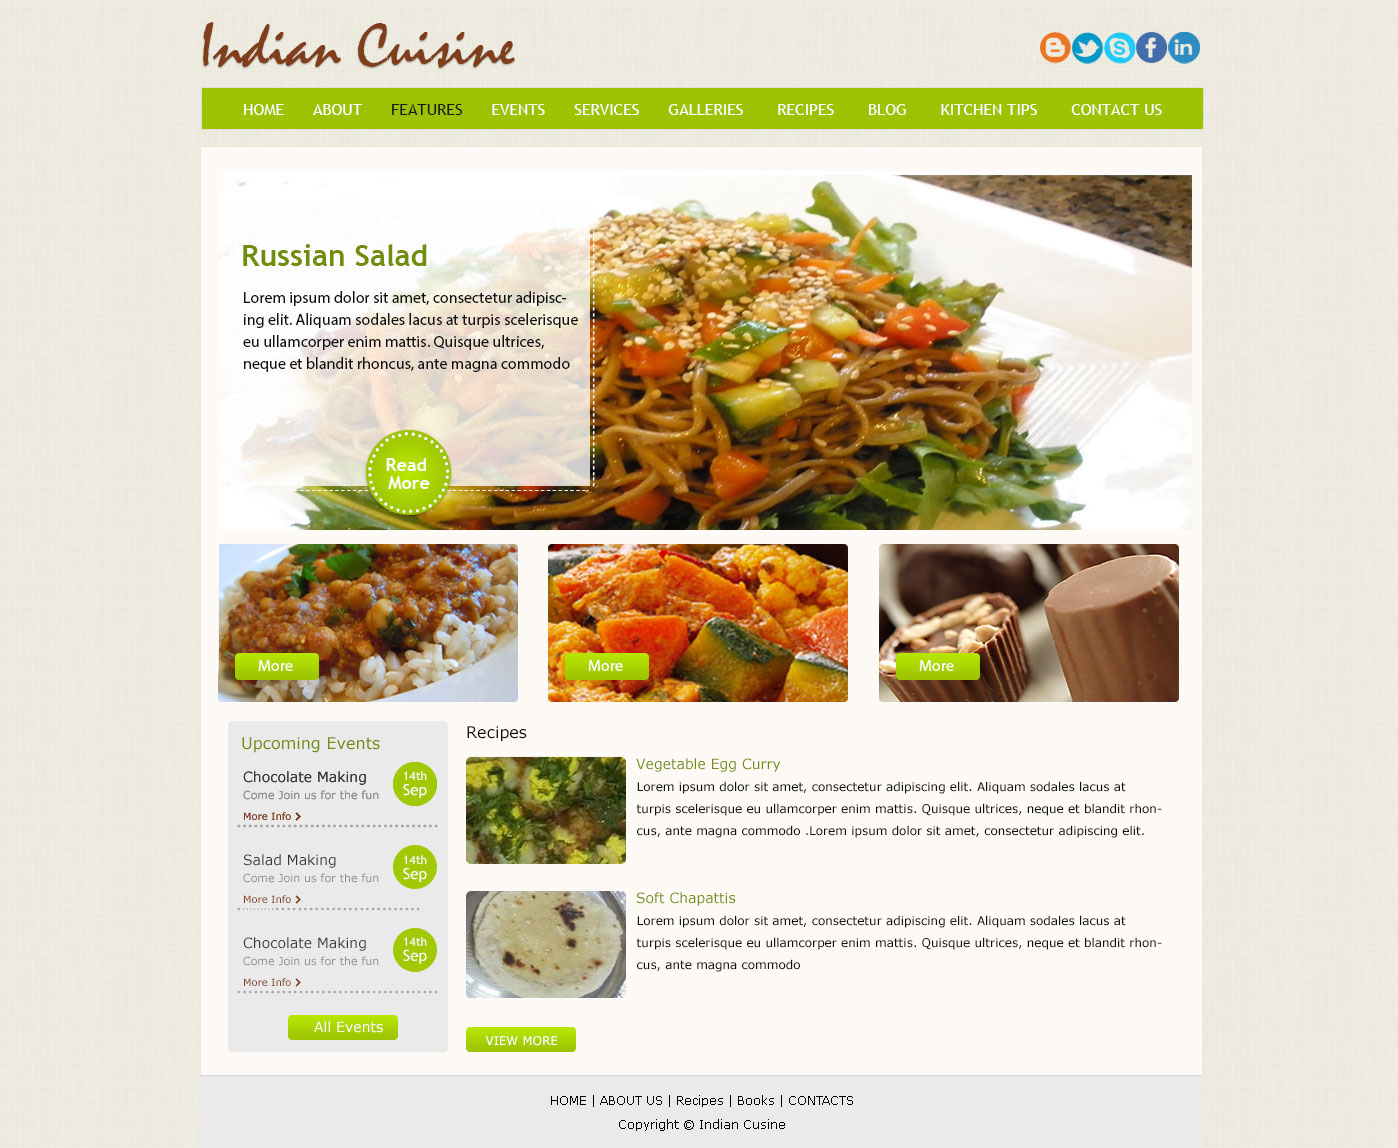 Indian Cuisine
HOME ABOUT FEATURES EVENTS SERVICES GALLERIES RECIPES BLOG KITCHEN TIPS CONTACT US
Russian Salad
Lorem ipsum dolor sit amet, consectetur adipisc-
ing elit. Aliquam sodales lacus at turpis scelerisque
eu ullamcorper enim mattis. Quisque ultrices,
neque et blandit rhoncus, ante magna commodo
Read
More
More
More
More
Upcoming Events
Chocolate Making
Come Join us for the fun
More Info
14th
Sep
Salad Making
Come Join us for the fun
More Info
14th
Sep
Chocolate Making
Come Join us for the fun
More Info
14th
Sep
All Events
Recipes
Vegetable Egg Curry
Lorem ipsum dolor sit amet, consectetur adipiscing elit. Aliquam sodales lacus at
turpis scelerisque eu ullamcorper enim mattis. Quisque ultrices, neque et blandit rhon-
cus, ante magna commodo .Lorem ipsum dolor sit amet, consectetur adipiscing elit.
Soft Chapattis
Lorem ipsum dolor sit amet, consectetur adipiscing elit. Aliquam sodales lacus at
turpis scelerisque eu ullamcorper enim mattis. Quisque ultrices, neque et blandit rhon-
cus, ante magna commodo
VIEW MORE
HOME | ABOUT US | Recipes | Books | CONTACTS
Copyright © Indian Cusine